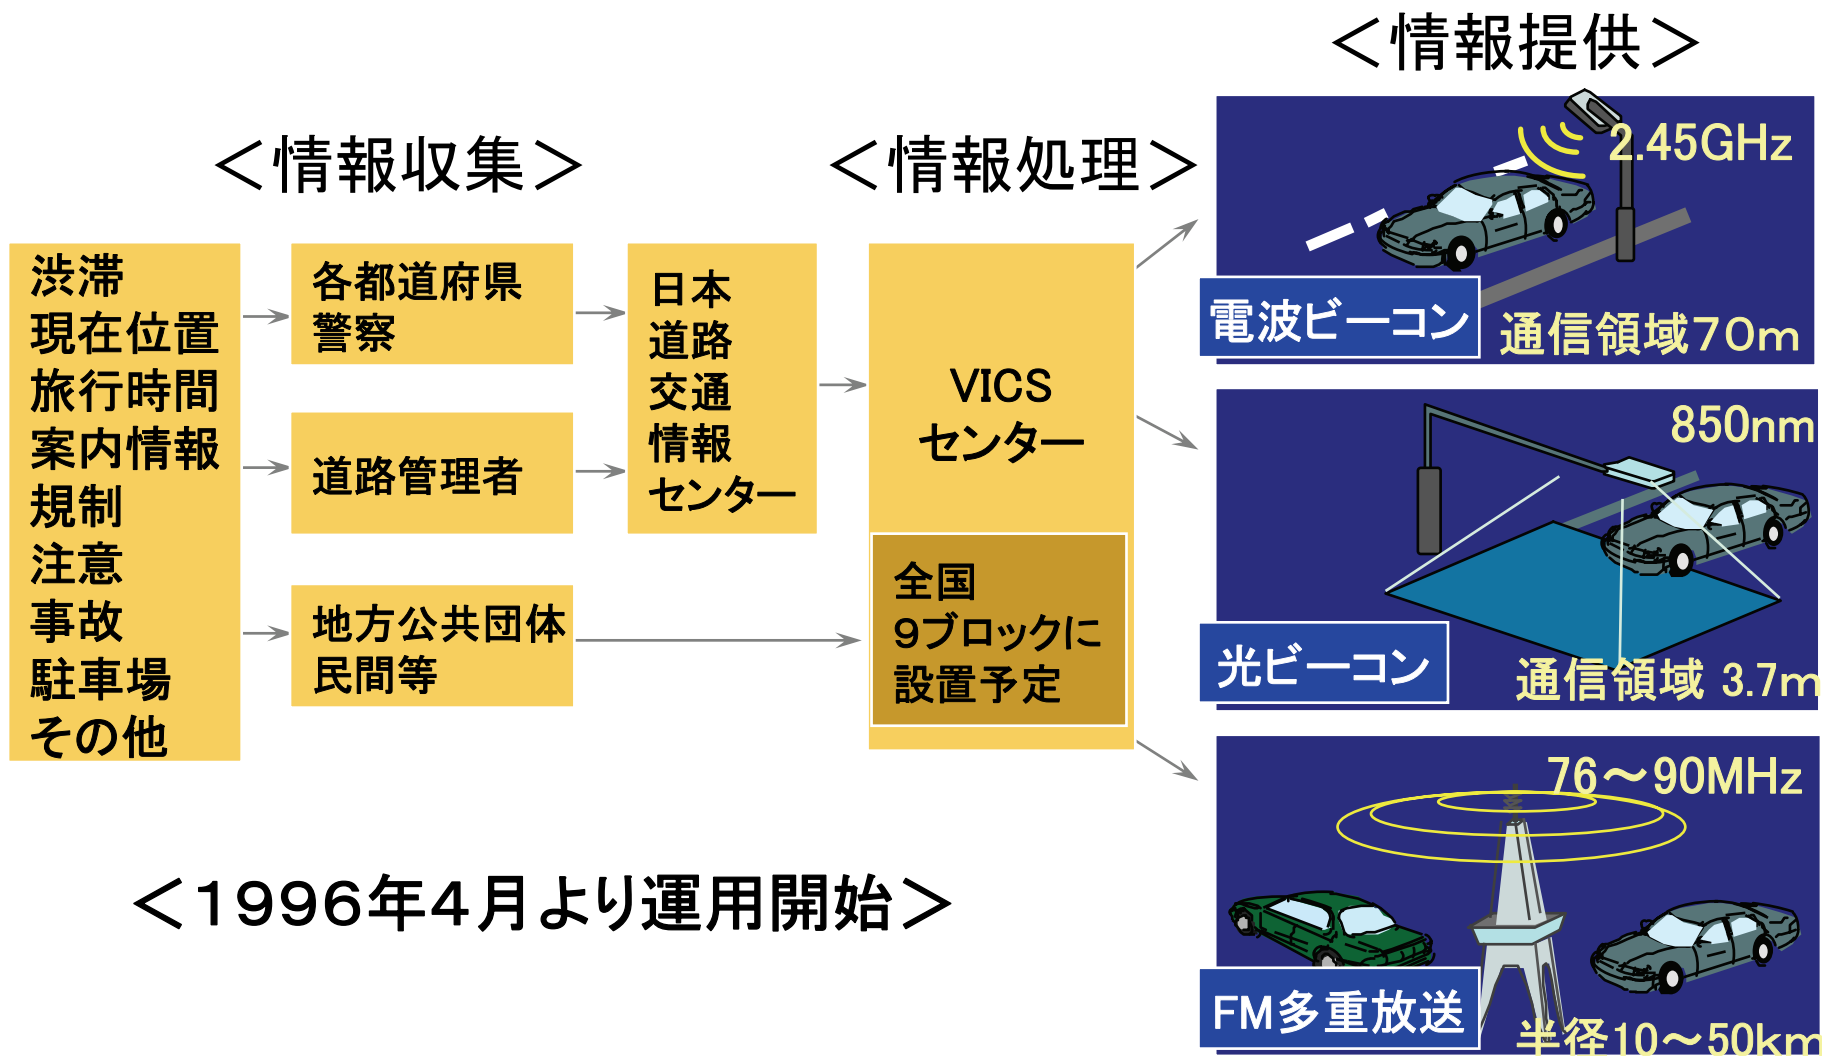 ＜情報収集＞
渋滞
現在位置
旅行時間
案内情報
規制
注意
事故
駐車場
その他
各都道府県
警察
道路管理者
地方公共団体
民間等
日本
道路
交通
情報
センター
＜情報処理＞
VICS
センター
全国
９ブロックに
設置予定
＜情報提供＞
2.45GHz
電波ビーコン
通信領域７０ｍ
850nm
光ビーコン
通信領域 3.7m
76～90MHz
FM多重放送
半径10～50km
＜１９９６年４月より運用開始＞